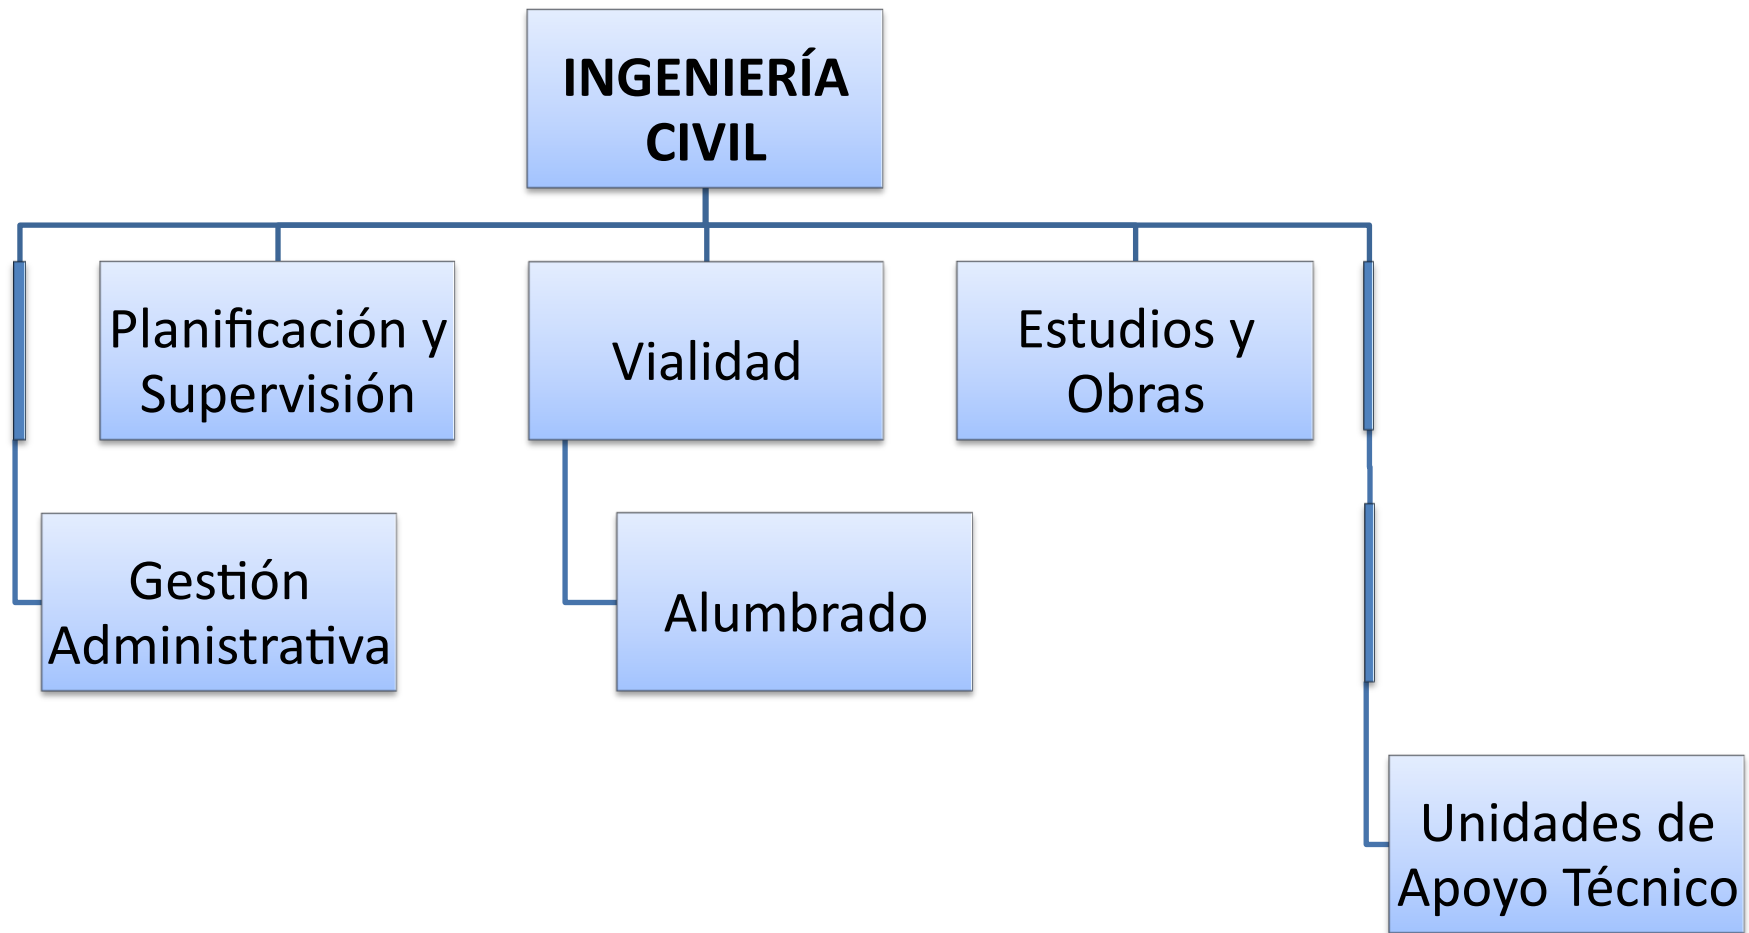 INGENIERÍA
CIVIL
Planificación y
Supervisión
Vialidad
Estudios y
Obras
Gestión
Administrativa
Alumbrado
Unidades de
Apoyo Técnico